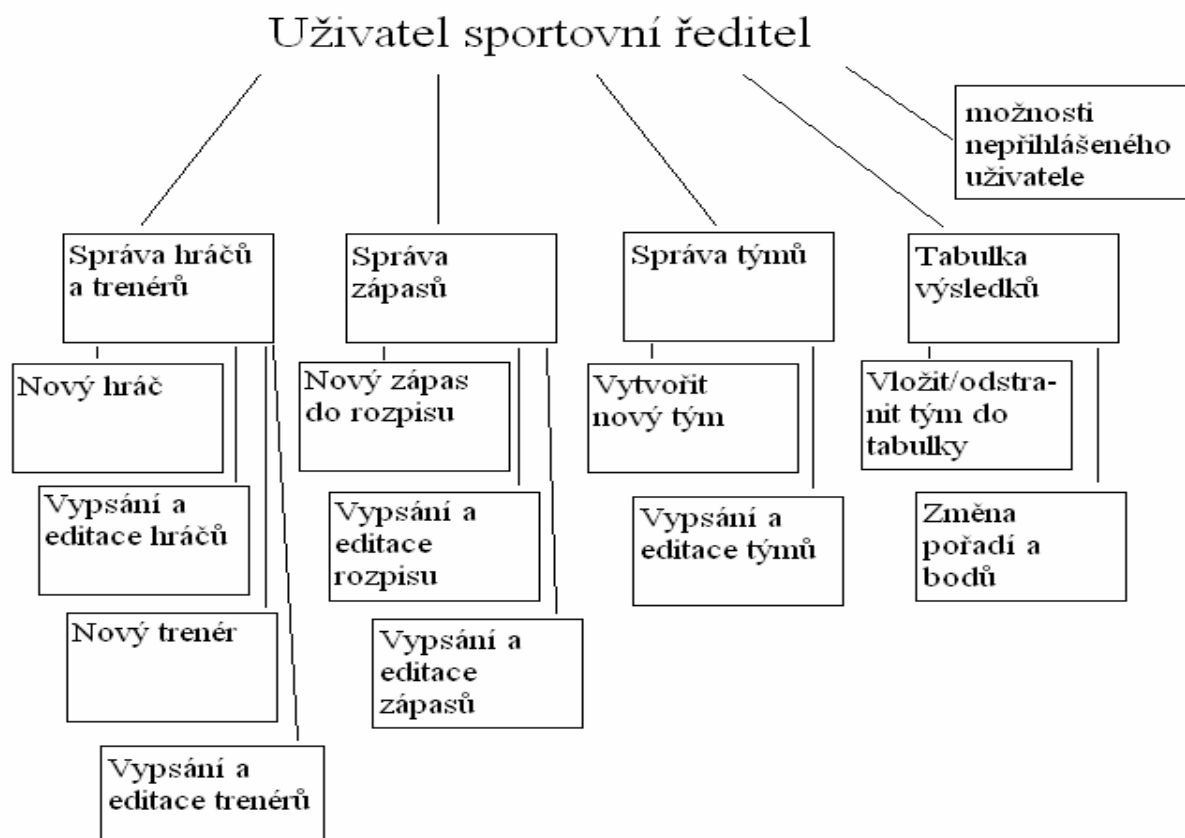 Uživatel sportovní ředitel
možnosti
nepřihlášeného
uživatele
Správa hráčů
a trenérů
Správa
zápasů
Správa týmů
Tabulka
výsledků
Nový hráč
Nový zápas
do rozpisu
Vytvořit
nový tým
Vložit/odstra-
nit tým do
tabulky
Vypsání a
editace hráčů
Vypsání a
editace
rozpisu
Vypsání a
editace týmů
Změna
pořadí a
bodů
Nový trenér
Vypsání a
editace
zápasů
Vypsání a
editace trenérů